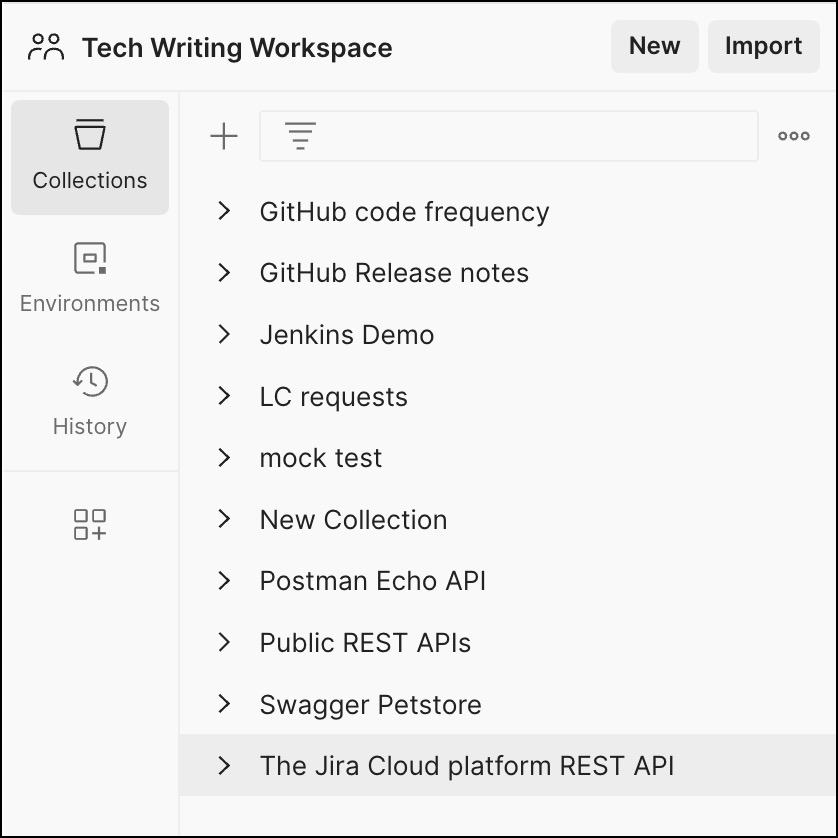 Tech Writing Workspace
New
Import
Collections
Environments
History
GitHub code frequency
GitHub Release notes
Jenkins Demo
LC requests
mock test
New Collection
Postman Echo API
Public REST APIs
Swagger Petstore
The Jira Cloud platform REST API